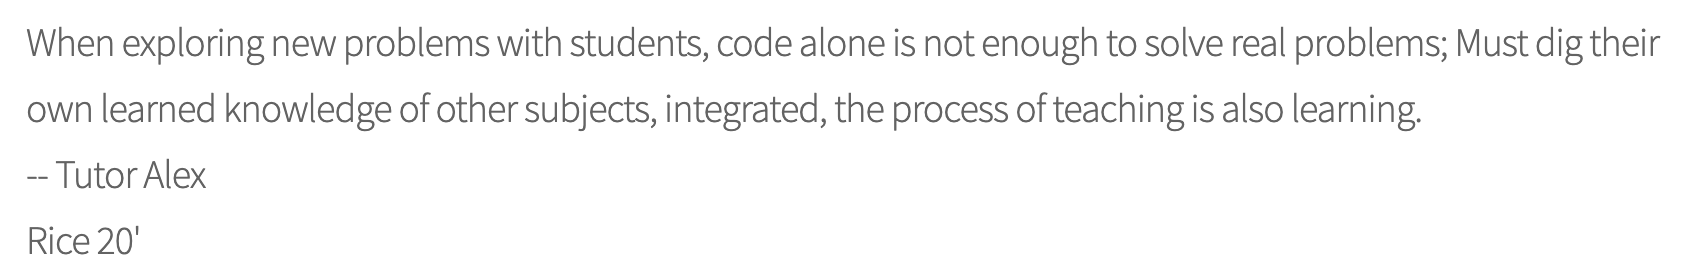 When exploring new problems with students, code alone is not enough to solve real problems; Must dig their
own learned knowledge of other subjects, integrated, the process of teaching is also learning.
-- Tutor Alex
Rice 20'